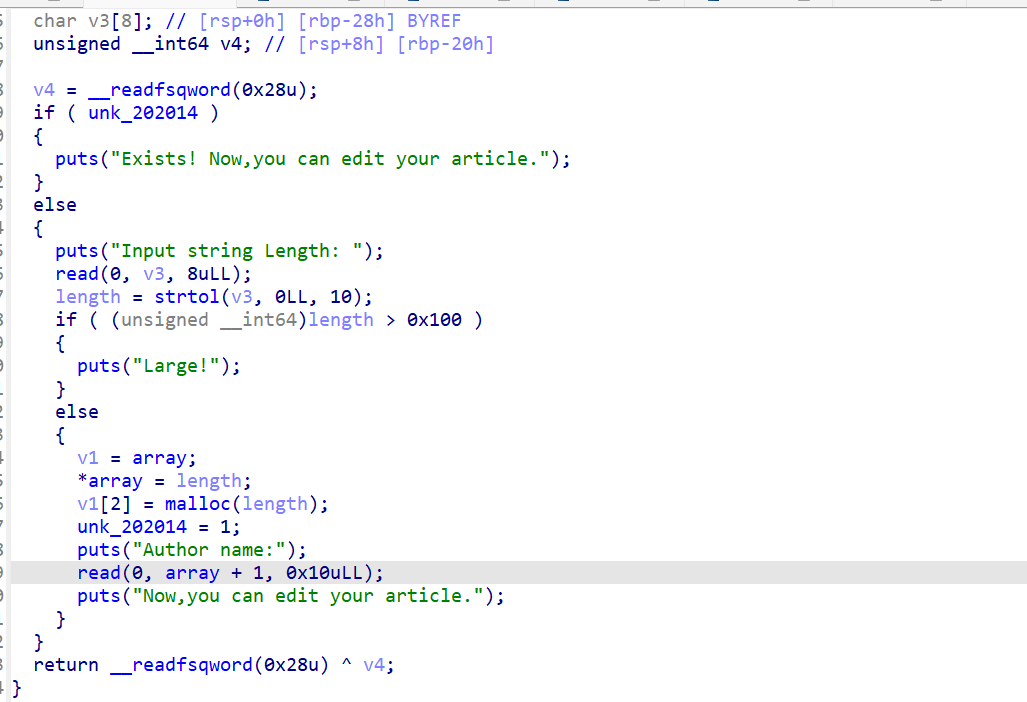 char v3[8]; // [rsp+0h] [rbp-28h] BYREF
unsigned __int64 v4; // [rsp+8h] [rbp-20h]
v4 = __readfsqword(0x28u);
if ( unk_202014 )
{
puts("Exists! Now,you can edit your article.");
}
else
{
puts("Input string Length: ");
read(0, v3, 8uLL);
length = strtol(v3, 0LL, 10);
if ( (unsigned __int64)length > 0x100 )
{
puts("Large!");
}
else
{
v1 = array;
*array = length;
v1[2] = malloc(length);
unk_202014 = 1;
puts("Author name:");
read(0, array + 1, 0x10uLL);
puts("Now,you can edit your article.");
}
}
return __readfsqword(0x28u) ^ v4;
}